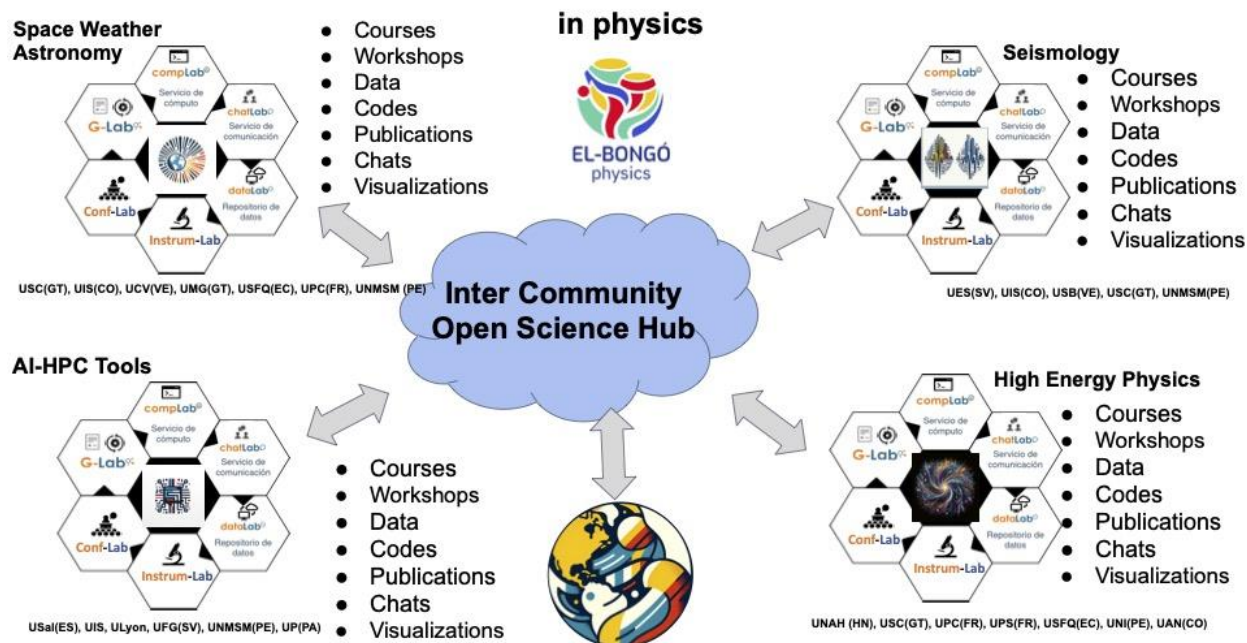 in physics
EL-BONGÓ
physics
Space Weather
Astronomy
compLab
Servicio de
cómputo
chatLab
Servicio de
comunicación
G-Lab
dataLab
Repositorio de
datos
Conf-Lab
Instrum-Lab
● Courses
● Workshops
● Data
● Codes
● Publications
● Chats
● Visualizations
USC(GT), UIS(CO), UCV(VE), UMG(GT), USFQ(EC), UPC(FR), UNMSM (PE)
Seismology
compLab
Servicio de
cómputo
chatLab
Servicio de
comunicación
G-Lab
dataLab
Repositorio de
datos
Conf-Lab
Instrum-Lab
● Courses
● Workshops
● Data
● Codes
● Publications
● Chats
● Visualizations
UES(SV), UIS(CO), USB(VE), USC(GT), UNMSM(PE)
Inter Community
Open Science Hub
AI-HPC Tools
compLab
Servicio de
cómputo
chatLab
Servicio de
comunicación
G-Lab
dataLab
Repositorio de
datos
Conf-Lab
Instrum-Lab
● Courses
● Workshops
● Data
● Codes
● Publications
● Chats
● Visualizations
USal(ES), UIS, ULyon, UFG(SV), UNMSM(PE), UP(PA)
High Energy Physics
compLab
Servicio de
cómputo
chatLab
Servicio de
comunicación
G-Lab
dataLab
Repositorio de
datos
Conf-Lab
Instrum-Lab
● Courses
● Workshops
● Data
● Codes
● Publications
● Chats
● Visualizations
UNAH (HN), USC(GT), UPC(FR), UPS(FR), USFQ(EC), UNI(PE), UAN(CO)